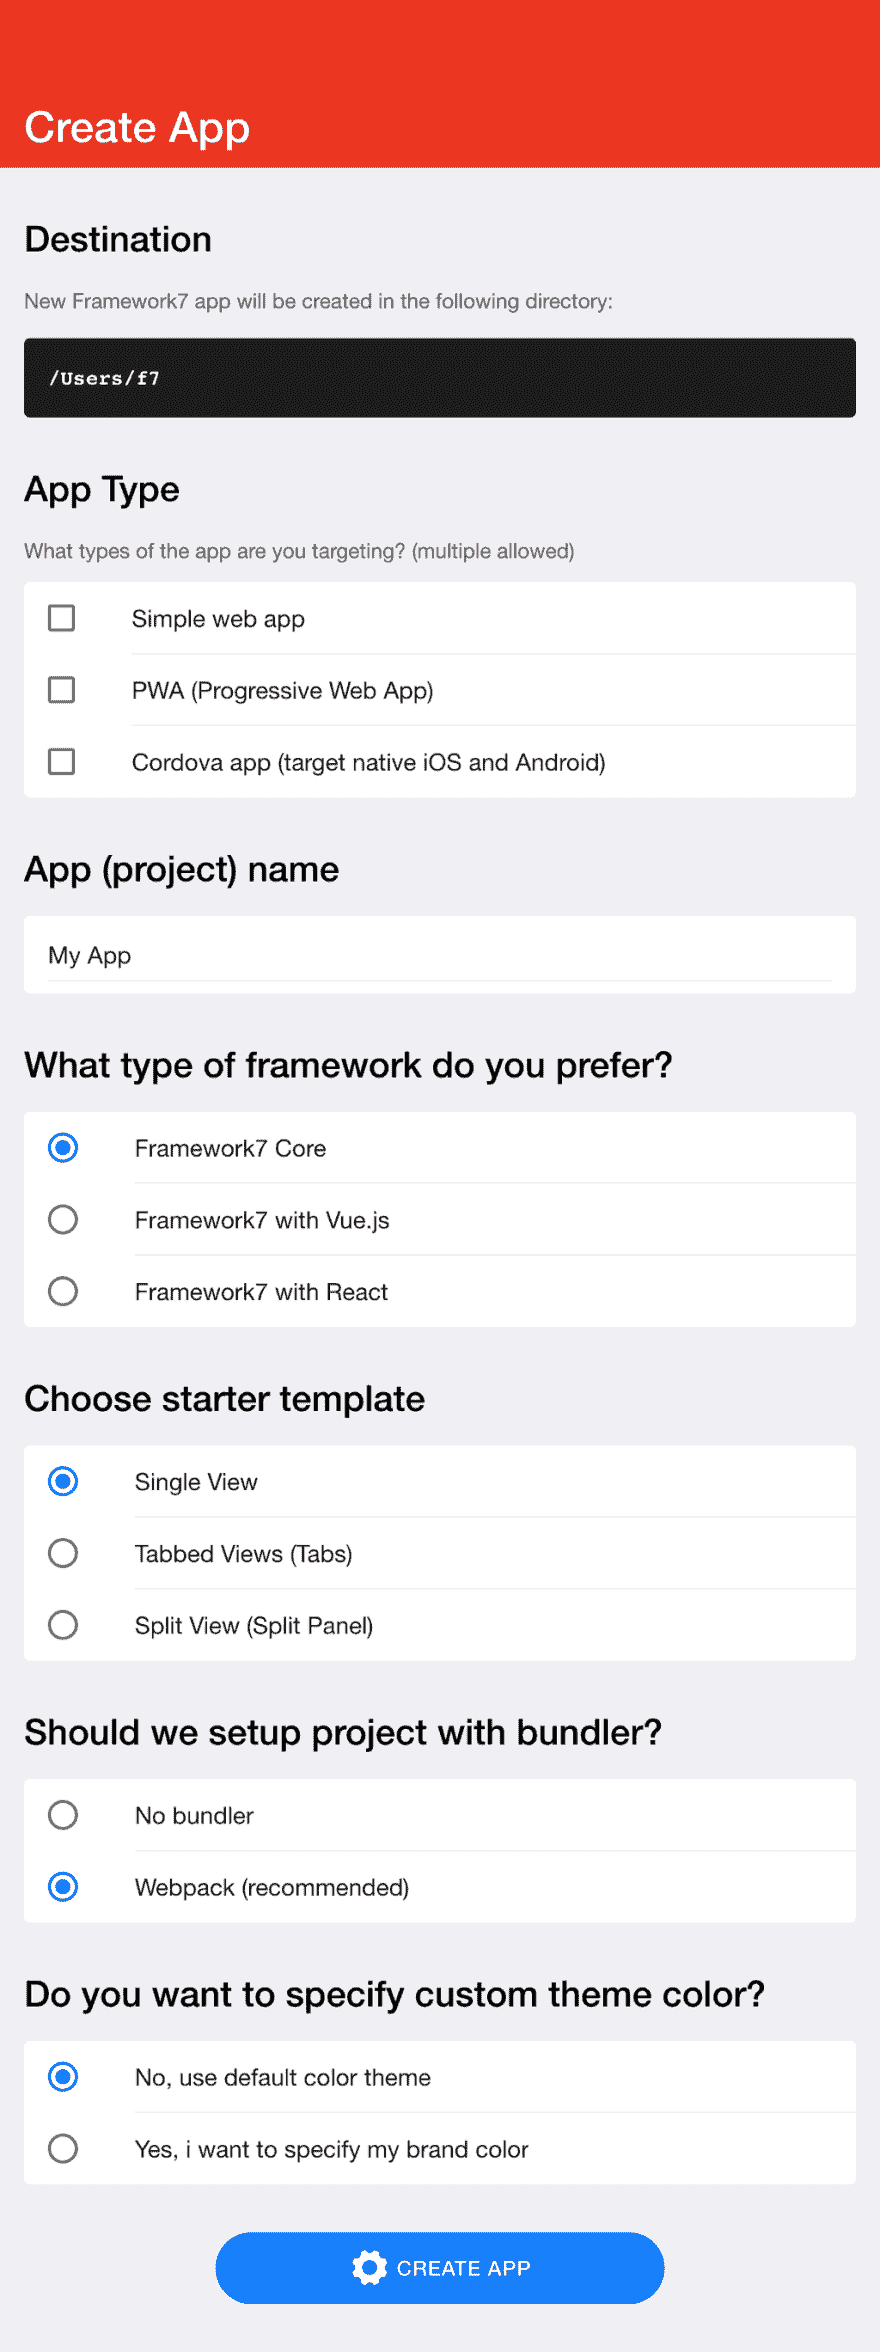 Create App
Destination
New Framework7 app will be created in the following directory:
/Users/f7
App Type
What types of the app are you targeting? (multiple allowed)
Simple web app
PWA (Progressive Web App)
Cordova app (target native iOS and Android)
App (project) name
My App
What type of framework do you prefer?
Framework7 Core
Framework7 with Vue.js
Framework7 with React
Choose starter template
Single View
Tabbed Views (Tabs)
Split View (Split Panel)
Should we setup project with bundler?
No bundler
Webpack (recommended)
Do you want to specify custom theme color?
No, use default color theme
Yes, i want to specify my brand color
CREATE APP